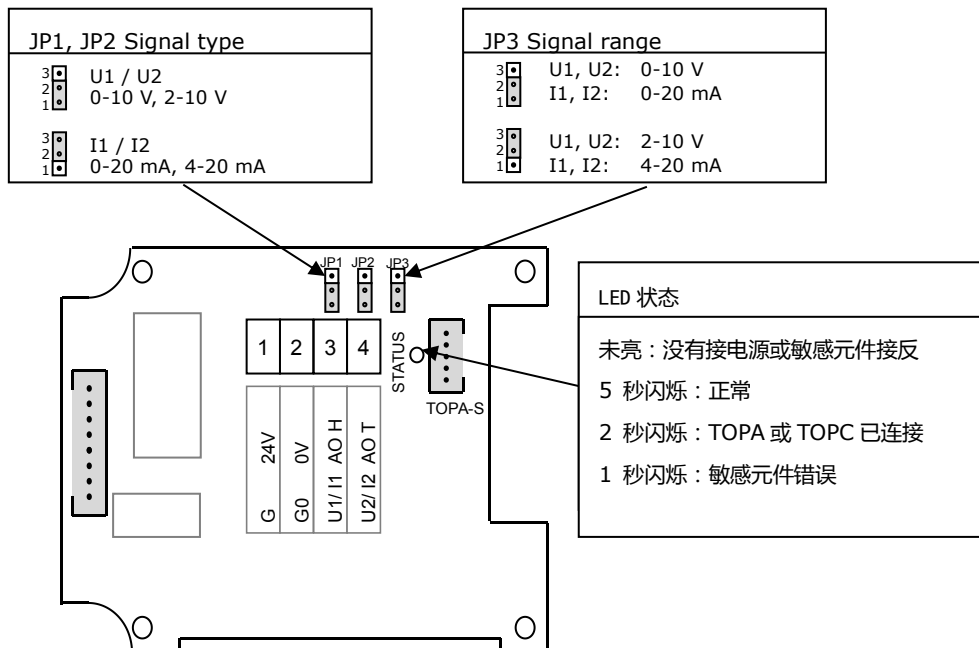 JP1, JP2 Signal type
3
2
1
U1 / U2
0-10 V, 2-10 V
3
2
1
I1 / I2
0-20 mA, 4-20 mA
JP3 Signal range
3
2
1
U1, U2: 0-10 V
I1, I2: 0-20 mA
3
2
1
U1, U2: 2-10 V
I1, I2: 4-20 mA
JP1 JP2 JP3
1 2 3 4
STATUS
TOPA-S
G 24V
G0 0V
U1/ I1 AO H
U2/ I2 AO T
LED 状态
未亮：没有接电源或敏感元件接反
5 秒闪烁：正常
2 秒闪烁：TOPA 或 TOPC 已连接
1 秒闪烁：敏感元件错误